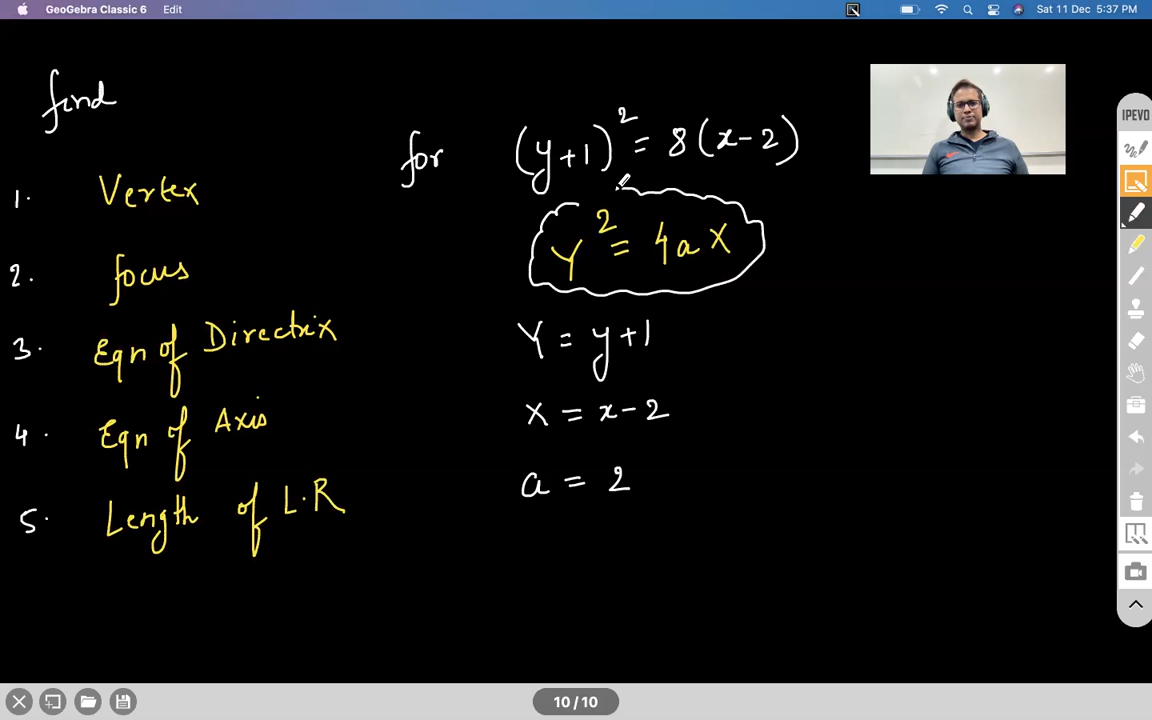 GeoGebra Classic 6 Edit Sat 11 Dec 5:37 PM
find
for (y+1)² = 8(x-2)
1. Vertex
Y² = 4aX
2. focus
3. Eqn of Directrix
Y = y+1
4. Eqn of Axis
X = x-2
5. Length of L.R
a = 2
IPEVO
10/10